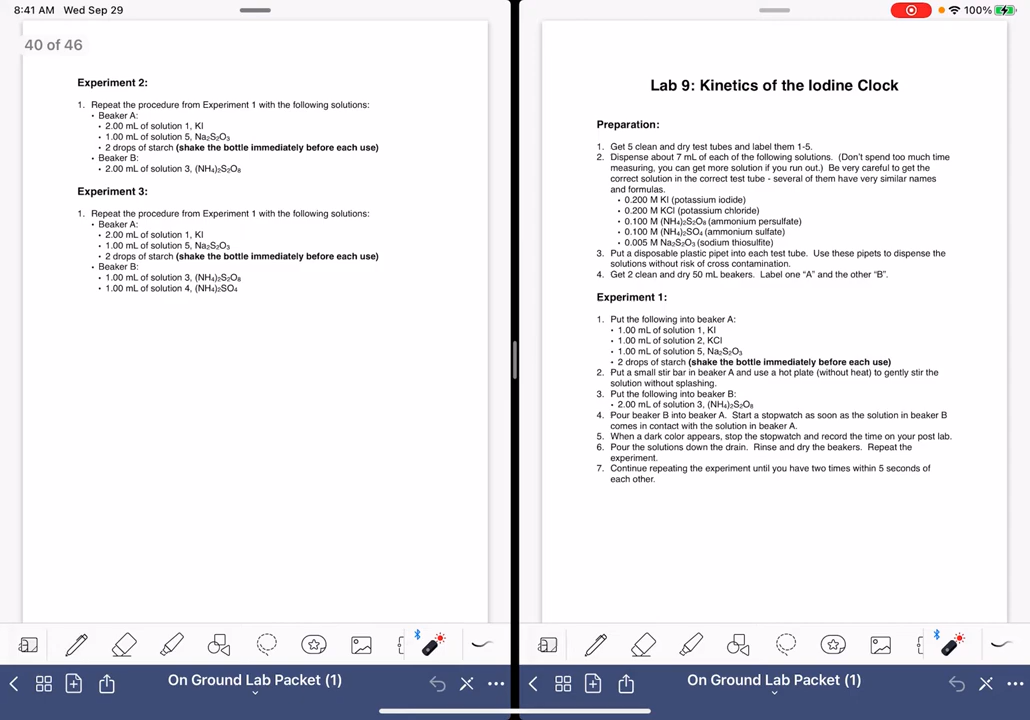 8:41 AM Wed Sep 29
100%
40 of 46
Experiment 2:
1. Repeat the procedure from Experiment 1 with the following solutions:
• Beaker A:
• 2.00 mL of solution 1, KI
• 1.00 mL of solution 5, Na₂S₂O₃
• 2 drops of starch (shake the bottle immediately before each use)
• Beaker B:
• 2.00 mL of solution 3, (NH₄)₂S₂O₈
Experiment 3:
1. Repeat the procedure from Experiment 1 with the following solutions:
• Beaker A:
• 2.00 mL of solution 1, KI
• 1.00 mL of solution 5, Na₂S₂O₃
• 2 drops of starch (shake the bottle immediately before each use)
• Beaker B:
• 1.00 mL of solution 3, (NH₄)₂S₂O₈
• 1.00 mL of solution 4, (NH₄)₂SO₄
On Ground Lab Packet (1)
Lab 9: Kinetics of the Iodine Clock
Preparation:
1. Get 5 clean and dry test tubes and label them 1-5.
2. Dispense about 7 mL of each of the following solutions. (Don't spend too much time
measuring, you can get more solution if you run out.) Be very careful to get the
correct solution in the correct test tube - several of them have very similar names
and formulas.
• 0.200 M KI (potassium iodide)
• 0.200 M KCl (potassium chloride)
• 0.100 M (NH₄)₂S₂O₈ (ammonium persulfate)
• 0.100 M (NH₄)₂SO₄ (ammonium sulfate)
• 0.005 M Na₂S₂O₃ (sodium thiosulfite)
3. Put a disposable plastic pipet into each test tube. Use these pipets to dispense the
solutions without risk of cross contamination.
4. Get 2 clean and dry 50 mL beakers. Label one "A" and the other "B".
Experiment 1:
1. Put the following into beaker A:
• 1.00 mL of solution 1, KI
• 1.00 mL of solution 2, KCl
• 1.00 mL of solution 5, Na₂S₂O₃
• 2 drops of starch (shake the bottle immediately before each use)
2. Put a small stir bar in beaker A and use a hot plate (without heat) to gently stir the
solution without splashing.
3. Put the following into beaker B:
• 2.00 mL of solution 3, (NH₄)₂S₂O₈
4. Pour beaker B into beaker A. Start a stopwatch as soon as the solution in beaker B
comes in contact with the solution in beaker A.
5. When a dark color appears, stop the stopwatch and record the time on your post lab.
6. Pour the solutions down the drain. Rinse and dry the beakers. Repeat the
experiment.
7. Continue repeating the experiment until you have two times within 5 seconds of
each other.
On Ground Lab Packet (1)